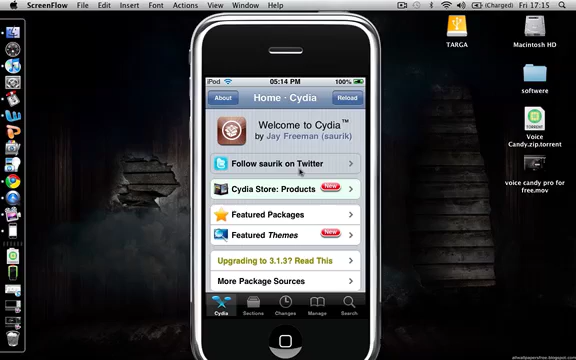 ScreenFlow File Edit Insert Font Actions View Window Help (Charged) Fri 17:15
TARGA
Macintosh HD
softwere
Voice
Candy.zip.torrent
voice candy pro for
free.mov
iPod 05:14 PM 100%
About Home - Cydia Reload
Welcome to Cydia™
by Jay Freeman (saurik)
Follow saurik on Twitter
Cydia Store: Products New
Featured Packages
Featured Themes New
Upgrading to 3.1.3? Read This
More Package Sources
Cydia Sections Changes Manage Search
TORRENT